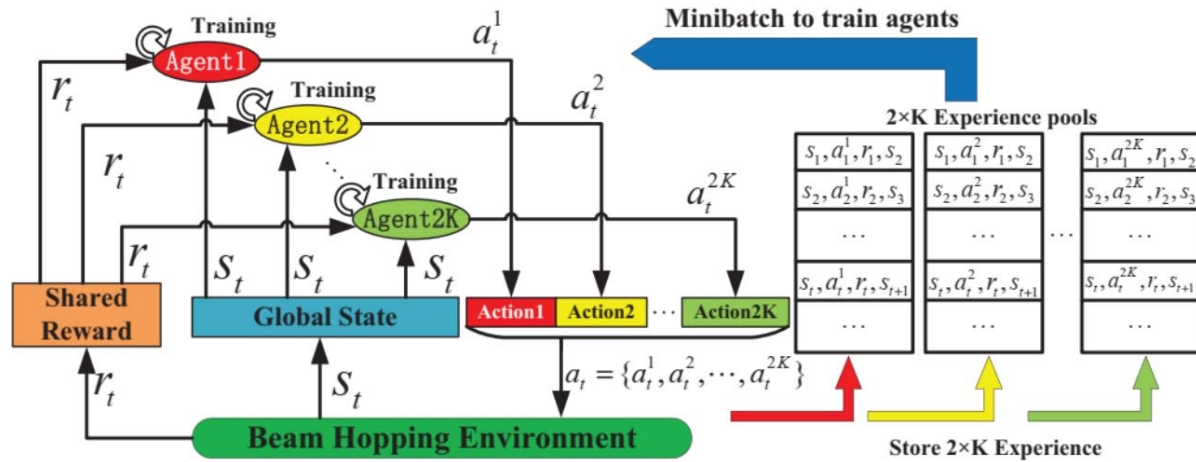 Training
Agent1
a_t^1
r_t
Training
Agent2
a_t^2
r_t
...
Training
Agent2K
a_t^{2K}
r_t
S_t
S_t
S_t
Shared
Reward
Global State
Action1 Action2 ... Action2K
a_t = {a_t^1, a_t^2, ⋯, a_t^{2K}}
r_t
S_t
Beam Hopping Environment
Minibatch to train agents
2×K Experience pools
s_1, a_1^1, r_1, s_2
s_2, a_2^1, r_2, s_3
...
s_t, a_t^1, r_t, s_{t+1}
...
s_1, a_1^2, r_1, s_2
s_2, a_2^2, r_2, s_3
...
s_t, a_t^2, r_t, s_{t+1}
...
...
s_1, a_1^{2K}, r_1, s_2
s_2, a_2^{2K}, r_2, s_3
...
s_t, a_t^{2K}, r_t, s_{t+1}
...
Store 2×K Experience